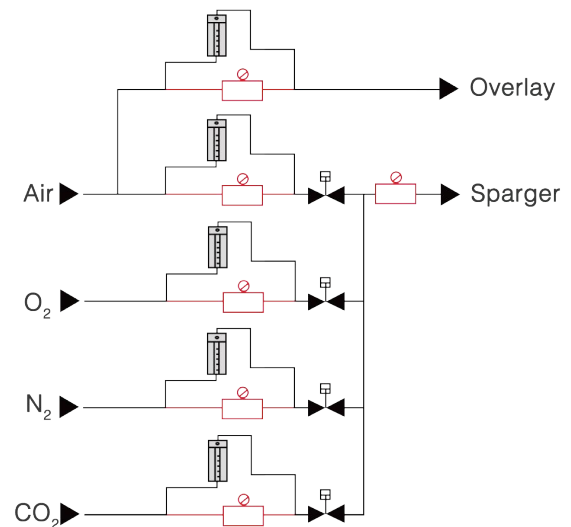 Overlay
Air
Sparger
O₂
N₂
CO₂